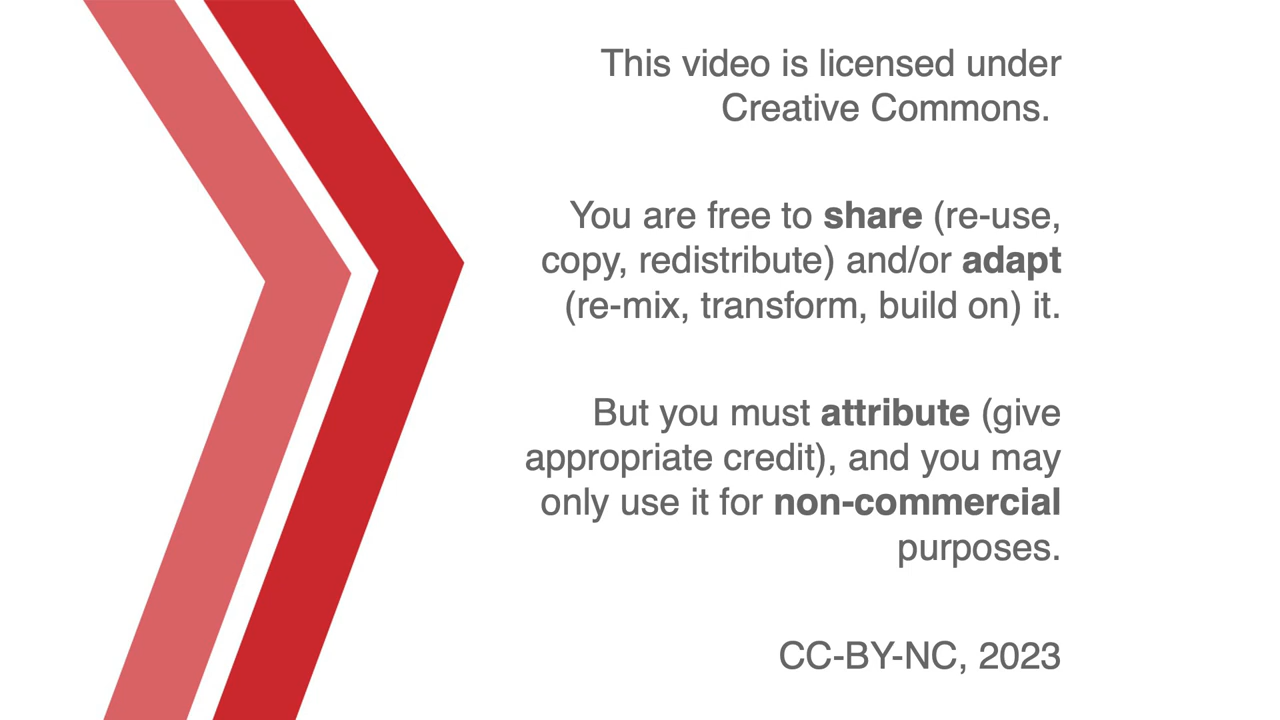 This video is licensed under
Creative Commons.
You are free to share (re-use,
copy, redistribute) and/or adapt
(re-mix, transform, build on) it.
But you must attribute (give
appropriate credit), and you may
only use it for non-commercial
purposes.
CC-BY-NC, 2023